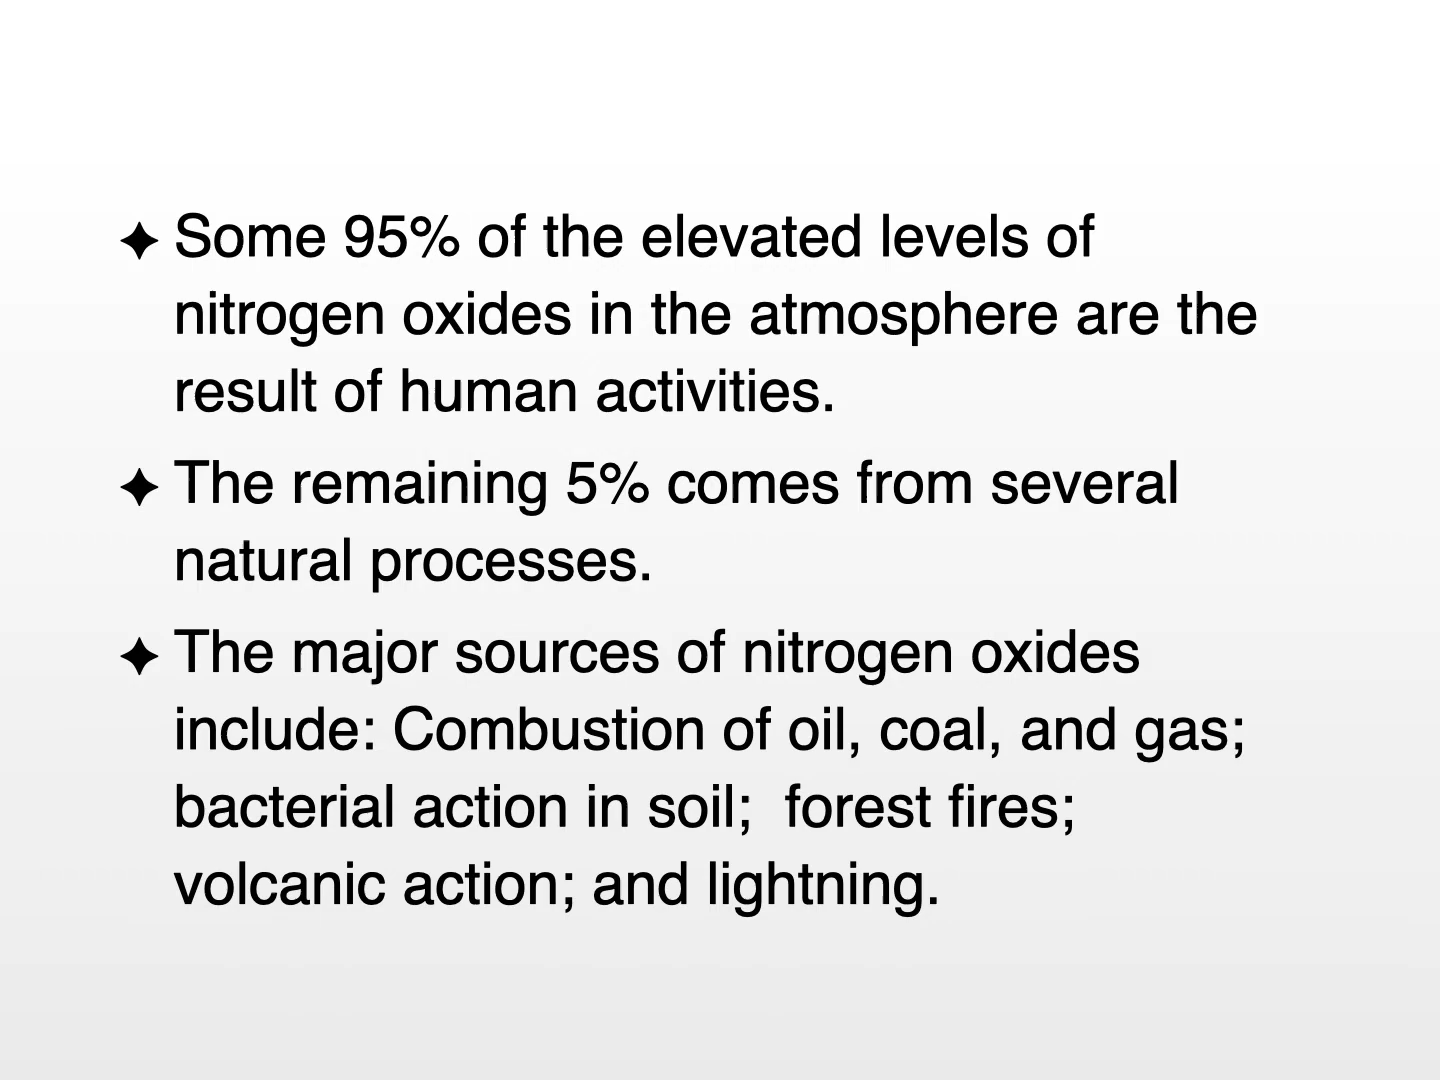 ✦ Some 95% of the elevated levels of
nitrogen oxides in the atmosphere are the
result of human activities.
✦ The remaining 5% comes from several
natural processes.
✦ The major sources of nitrogen oxides
include: Combustion of oil, coal, and gas;
bacterial action in soil;  forest fires;
volcanic action; and lightning.